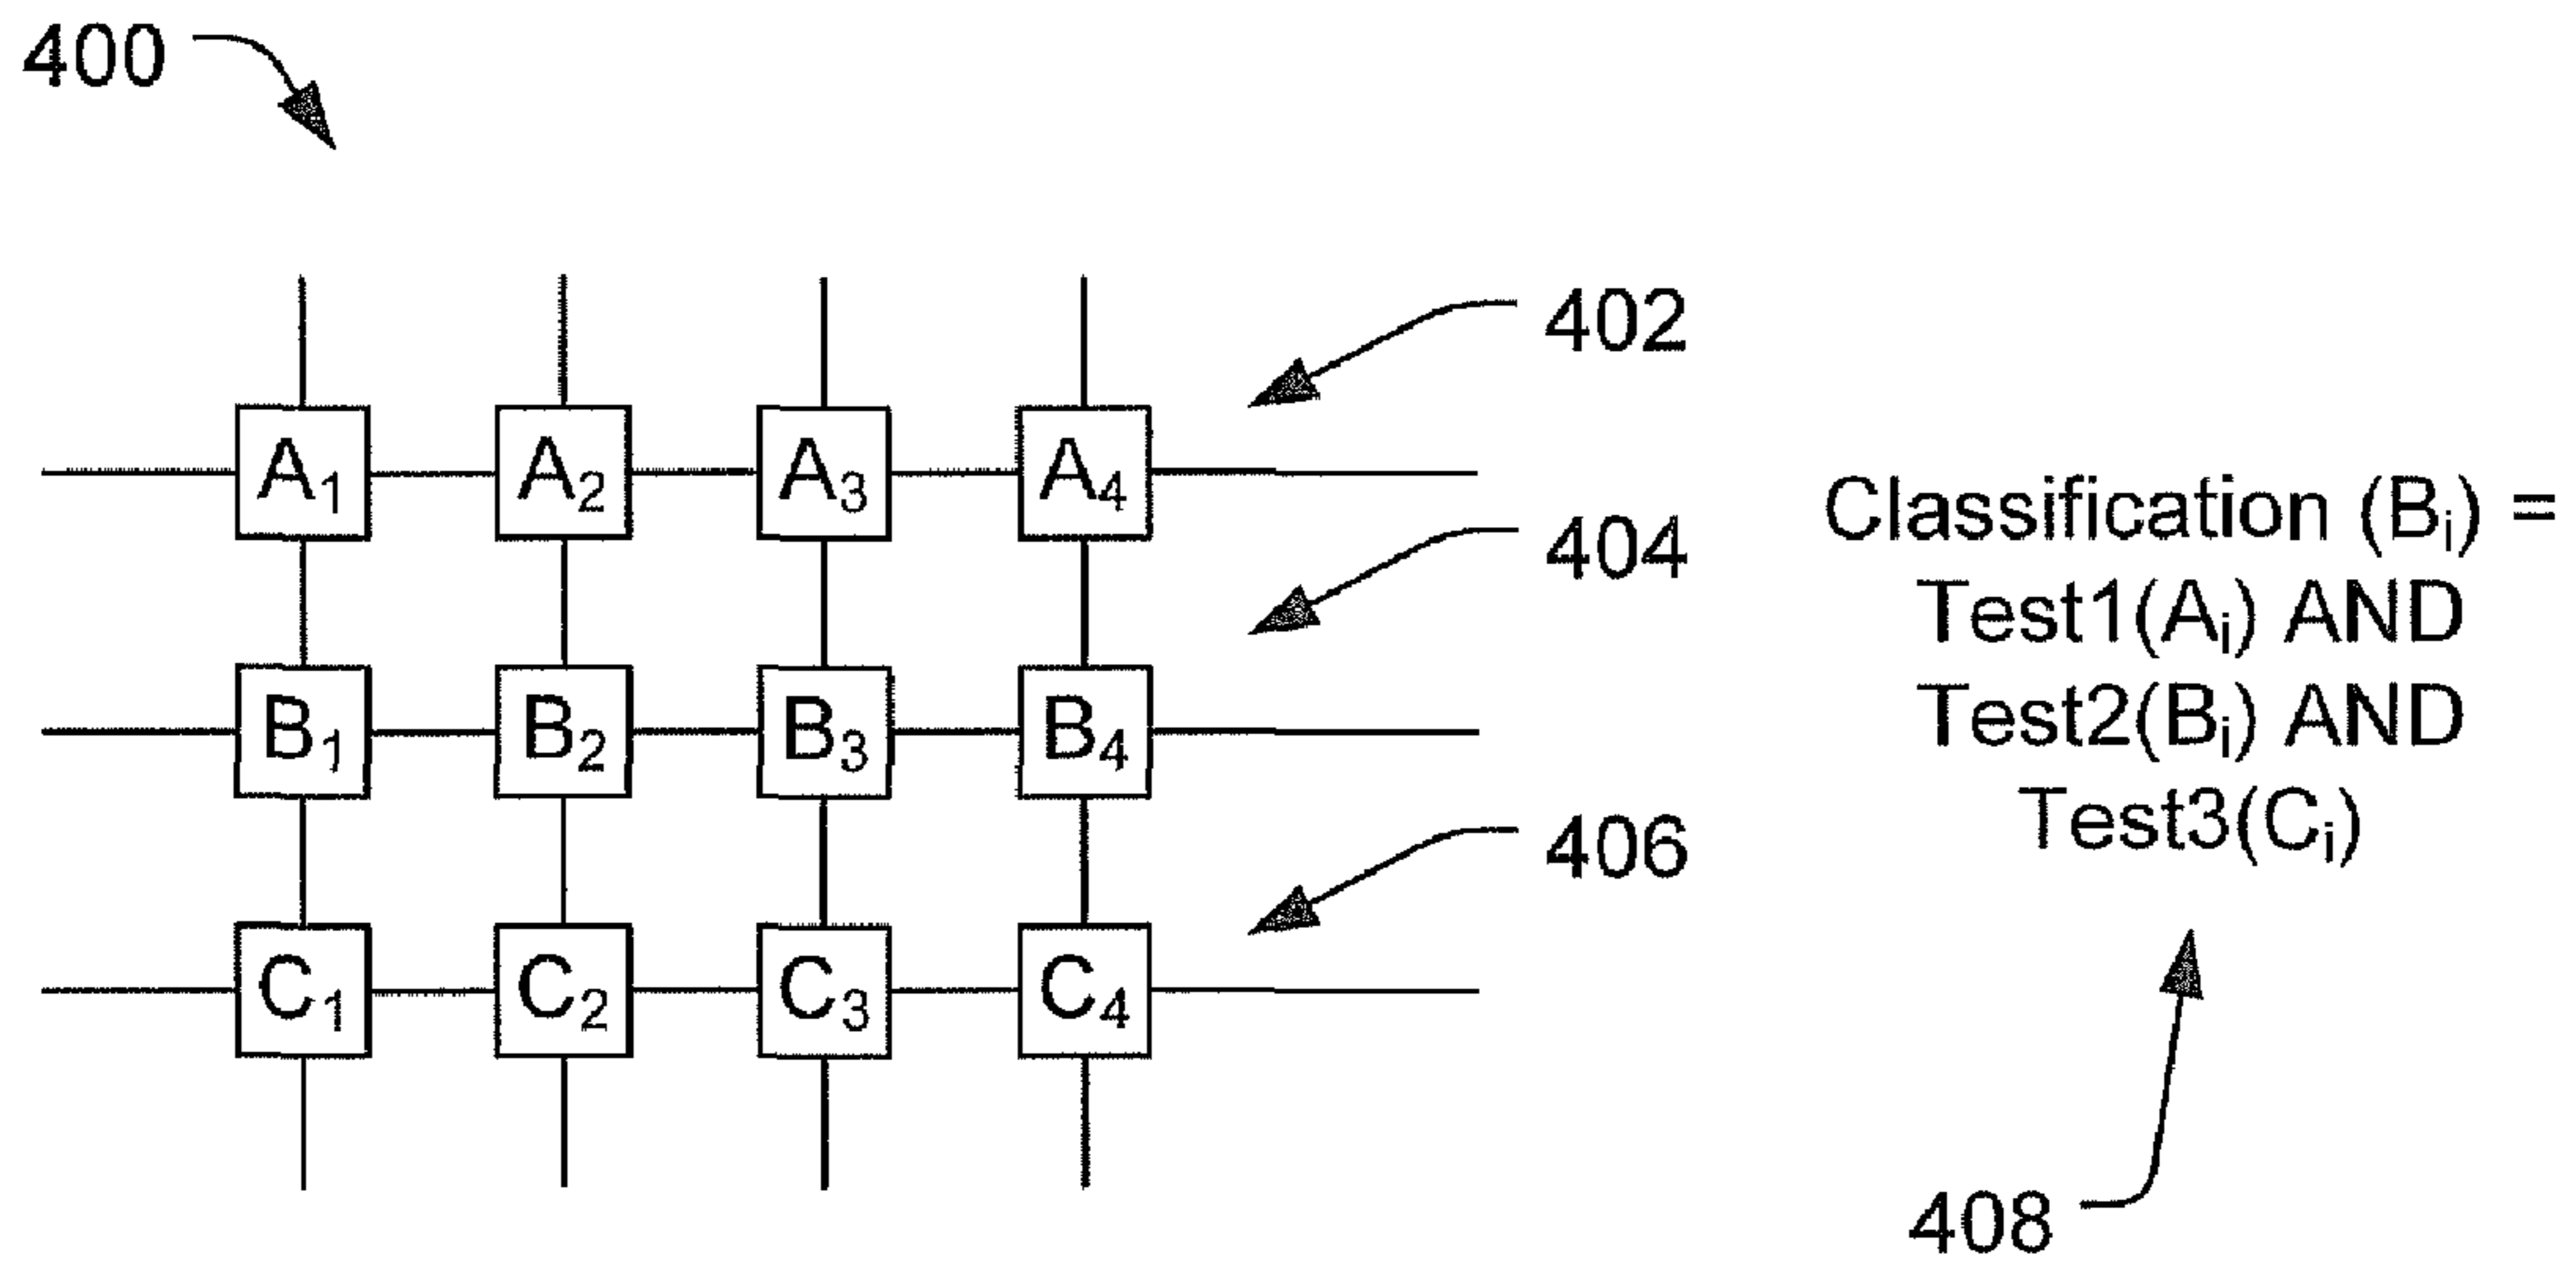 400
402
A1 A2 A3 A4
404
Classification (Bi) =
Test1(Ai) AND
Test2(Bi) AND
Test3(Ci)
B1 B2 B3 B4
406
C1 C2 C3 C4
408